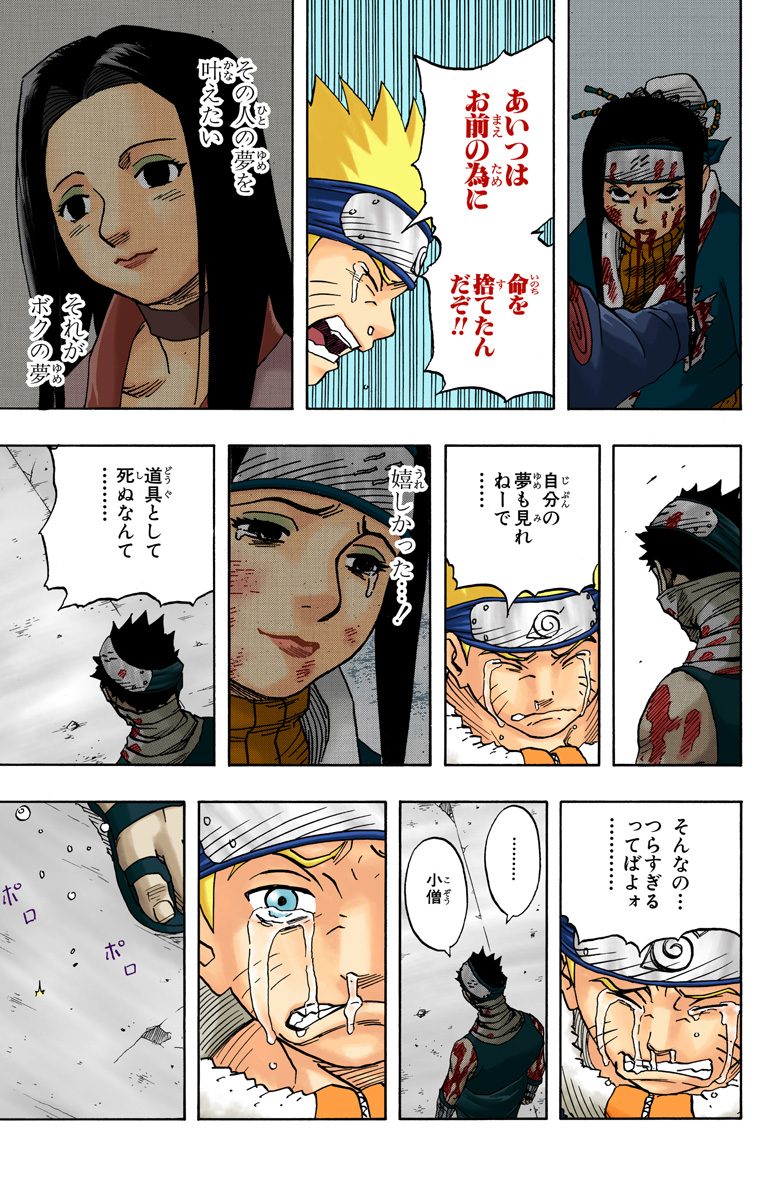 あいつは
お前の為に
命を
捨てたん
だぞ!!
その人の夢を
叶えたい
それが
ボクの夢
自分の
夢も見れ
ねーで
………
嬉しかった…!
道具として
死ぬなんて
………
そんなの…
つらすぎる
ってばよォ
…………
………
小僧
ポロ
ポロ